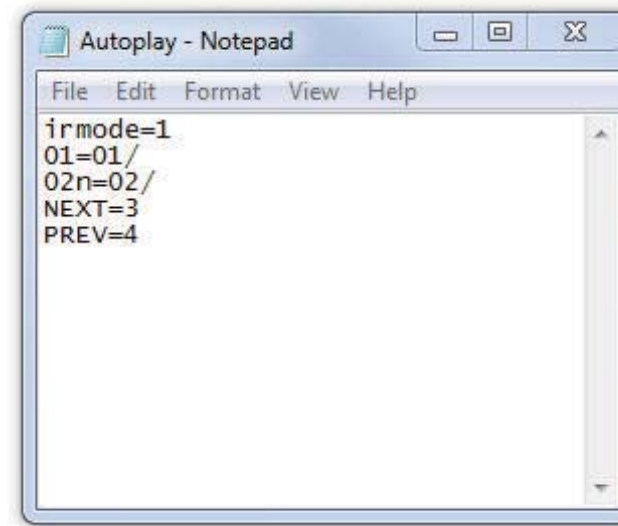 Autoplay - Notepad
File Edit Format View Help
irmode=1
01=01/
02n=02/
NEXT=3
PREV=4